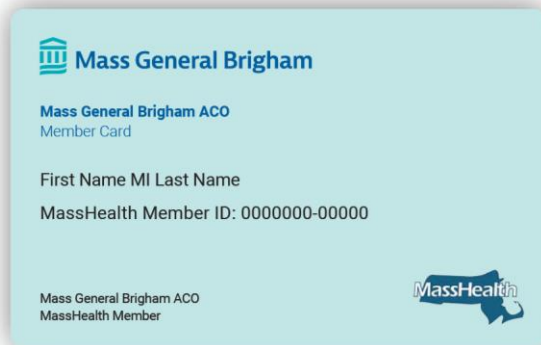 Mass General Brigham
Mass General Brigham ACO
Member Card
First Name MI Last Name
MassHealth Member ID: 0000000-00000
Mass General Brigham ACO
MassHealth Member
MassHealth